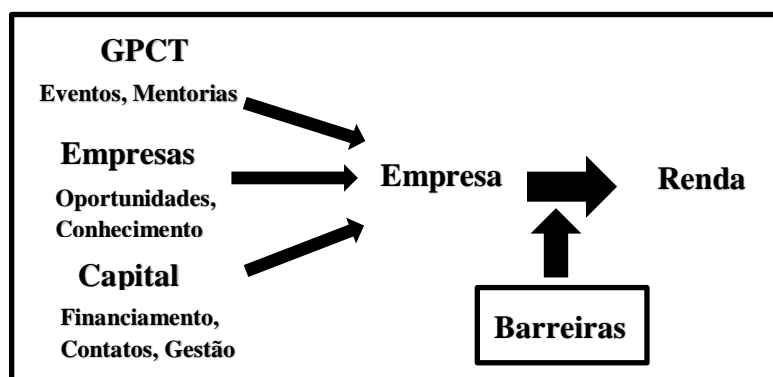 GPCT
Eventos, Mentorias
Empresas
Oportunidades,
Conhecimento
Capital
Financiamento,
Contatos, Gestão
Empresa
Renda
Barreiras